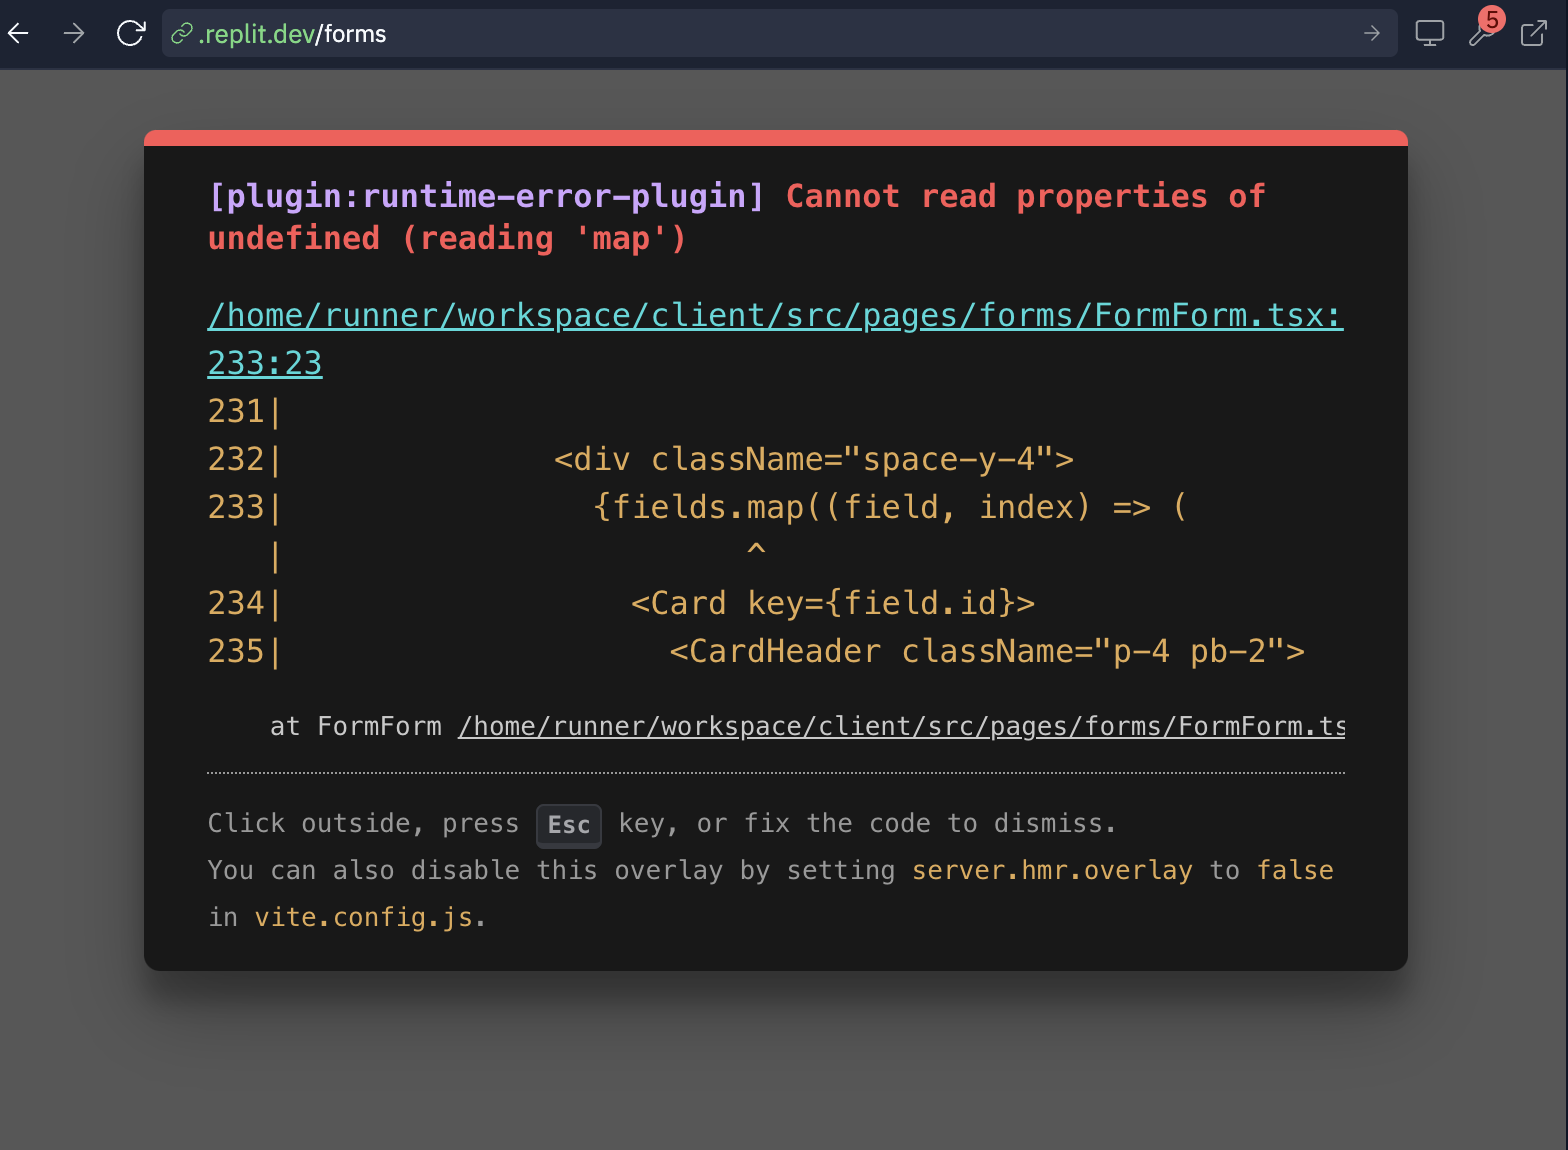 .replit.dev/forms
5
[plugin:runtime-error-plugin] Cannot read properties of
undefined (reading 'map')
/home/runner/workspace/client/src/pages/forms/FormForm.tsx:
233:23
231|
232|              <div className="space-y-4">
233|                {fields.map((field, index) => (
   |                        ^
234|                  <Card key={field.id}>
235|                    <CardHeader className="p-4 pb-2">
at FormForm /home/runner/workspace/client/src/pages/forms/FormForm.ts
Click outside, press Esc key, or fix the code to dismiss.
You can also disable this overlay by setting server.hmr.overlay to false
in vite.config.js.